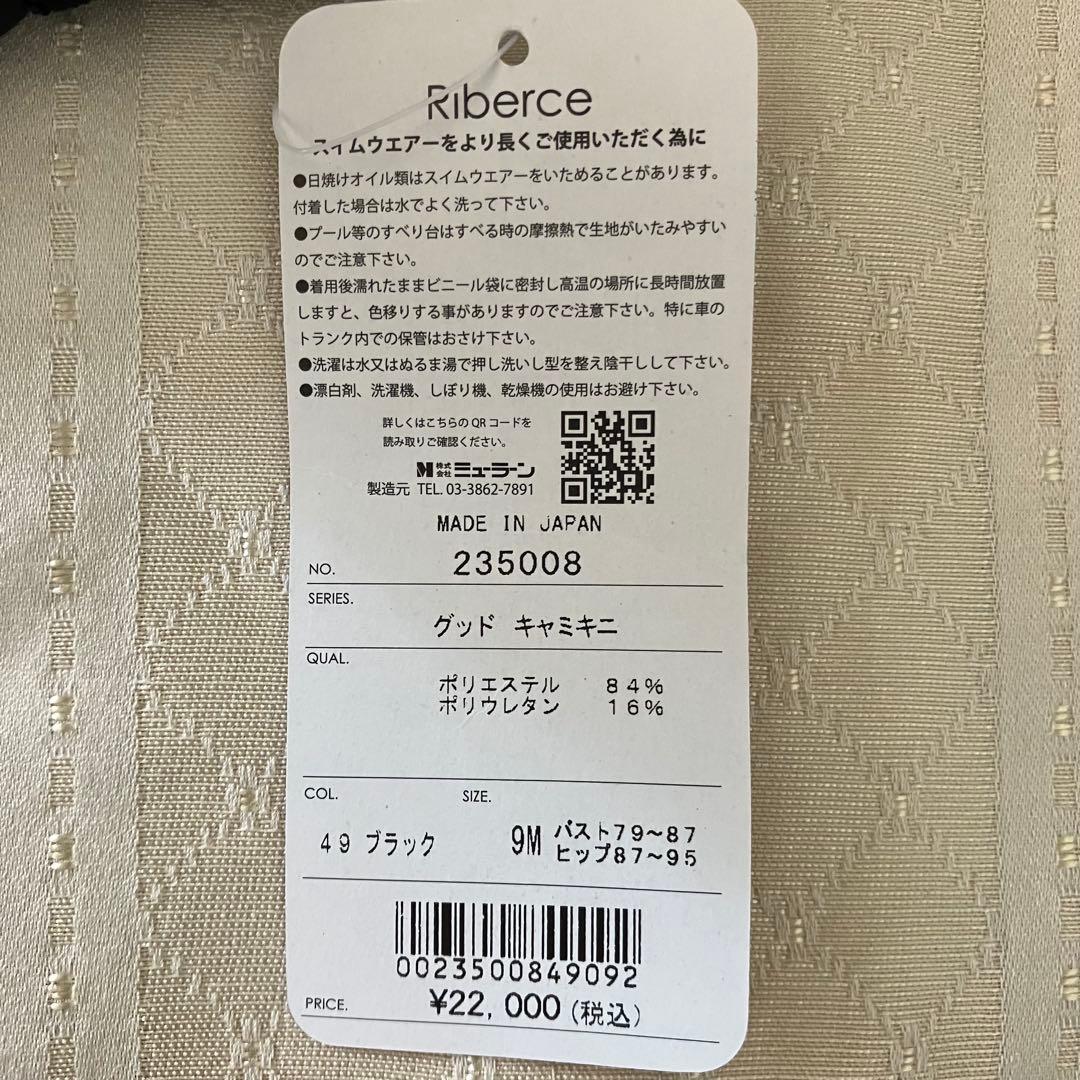 Riberce
スイムウエアーをより長くご使用いただく為に
●日焼けオイル類はスイムウエアーをいためることがあります。
付着した場合は水でよく洗って下さい。
●プール等のすべり台はすべる時の摩擦熱で生地がいたみやすい
のでご注意下さい。
●着用後濡れたままビニール袋に密封し高温の場所に長時間放置
しますと、色移りする事がありますのでご注意下さい。特に車の
トランク内での保管はおさけ下さい。
●洗濯は水又はぬるま湯で押し洗いし型を整え陰干しして下さい。
●漂白剤、洗濯機、しぼり機、乾燥機の使用はお避け下さい。
詳しくはこちらのQRコードを
読み取りご確認ください。
M株式会社ミューラーン
製造元 TEL. 03-3862-7891
MADE IN JAPAN
NO. 235008
SERIES.
グッド キャミキニ
QUAL.
ポリエステル 84%
ポリウレタン 16%
COL. SIZE.
49 ブラック 9M バスト79~87
ヒップ87~95
0023500849092
PRICE. ¥22,000(税込)